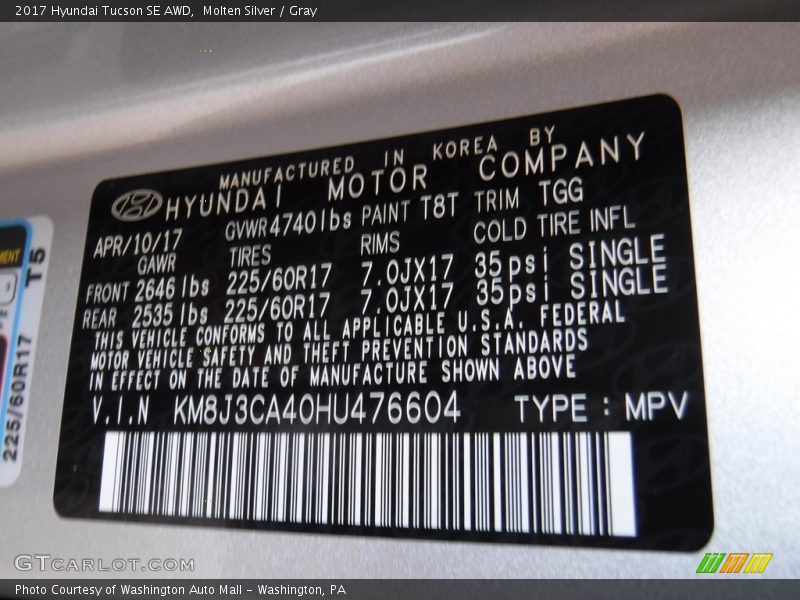 2017 Hyundai Tucson SE AWD, Molten Silver / Gray
MANUFACTURED IN KOREA BY
HYUNDAI MOTOR COMPANY
APR/10/17 GVWR4740lbs PAINT T8T TRIM TGG
GAWR TIRES RIMS COLD TIRE INFL
FRONT 2646 lbs 225/60R17 7.0JX17 35psi SINGLE
REAR 2535 lbs 225/60R17 7.0JX17 35psi SINGLE
THIS VEHICLE CONFORMS TO ALL APPLICABLE U.S.A. FEDERAL
MOTOR VEHICLE SAFETY AND THEFT PREVENTION STANDARDS
IN EFFECT ON THE DATE OF MANUFACTURE SHOWN ABOVE
V.I.N KM8J3CA40HU476604 TYPE : MPV
T5
225/60R17
GTcarlot.com
Photo Courtesy of Washington Auto Mall - Washington, PA